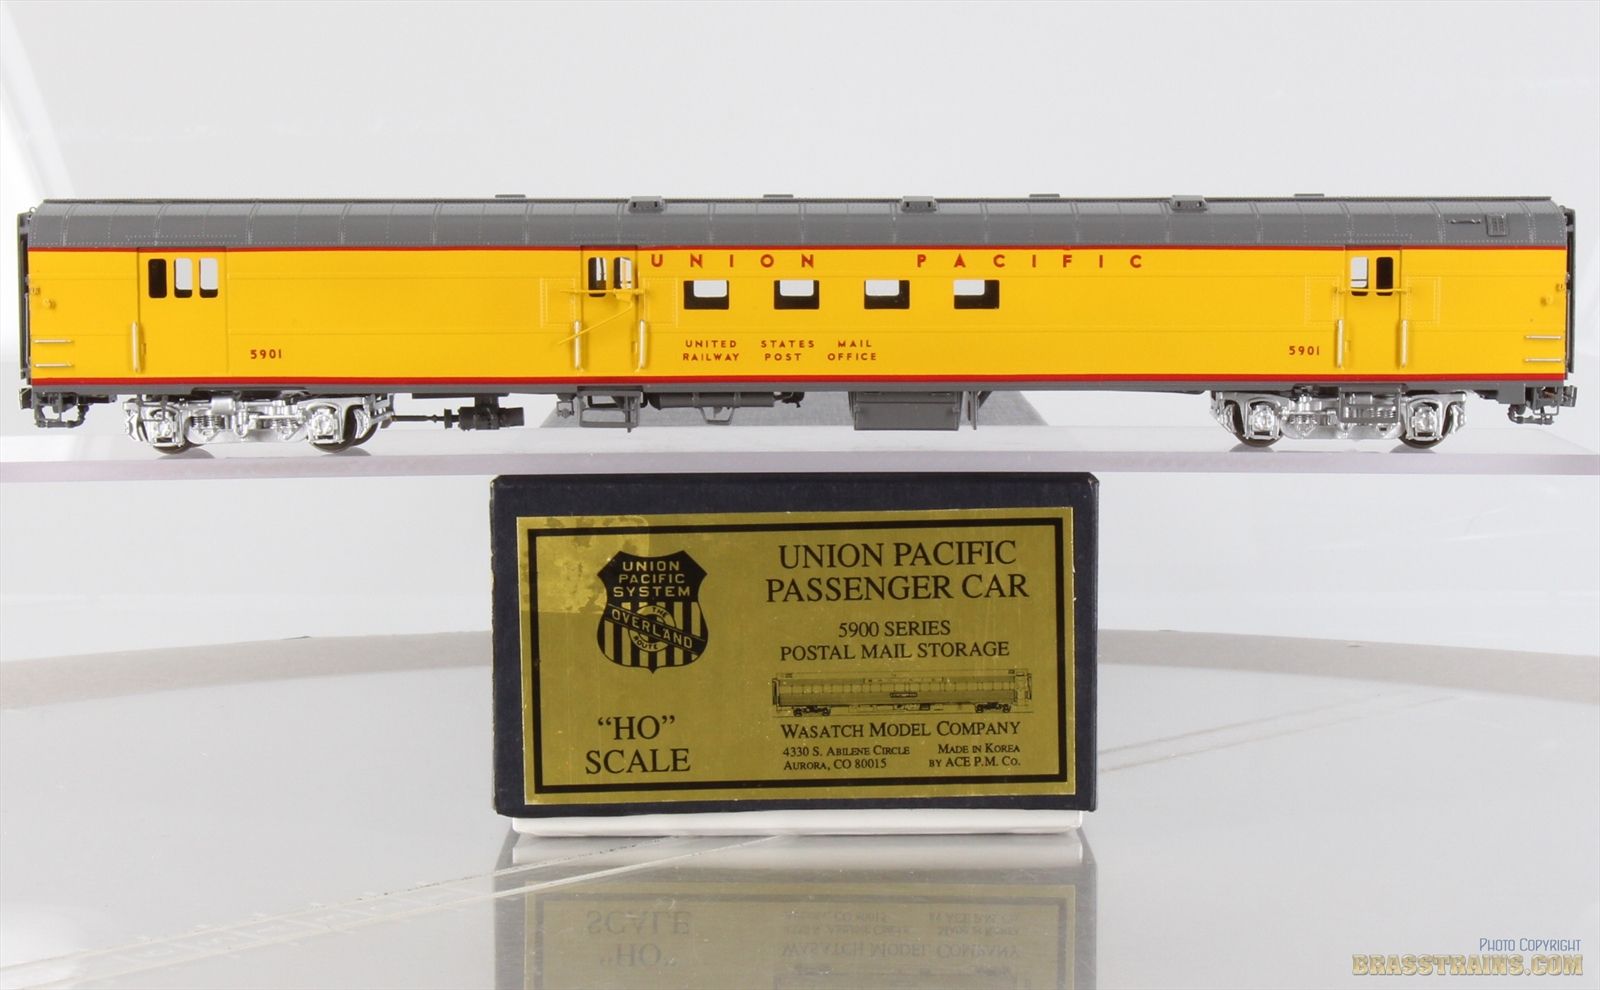 UNION PACIFIC
UNITED STATES MAIL
RAILWAY POST OFFICE
5901
5901
UNION
PACIFIC
SYSTEM
THE
OVERLAND
ROUTE
UNION PACIFIC
PASSENGER CAR
5900 SERIES
POSTAL MAIL STORAGE
"HO"
SCALE
WASATCH MODEL COMPANY
4330 S. ABILENE CIRCLE MADE IN KOREA
AURORA, CO 80015 BY ACE P.M. CO.
PHOTO COPYRIGHT
BRASSTRAINS.COM